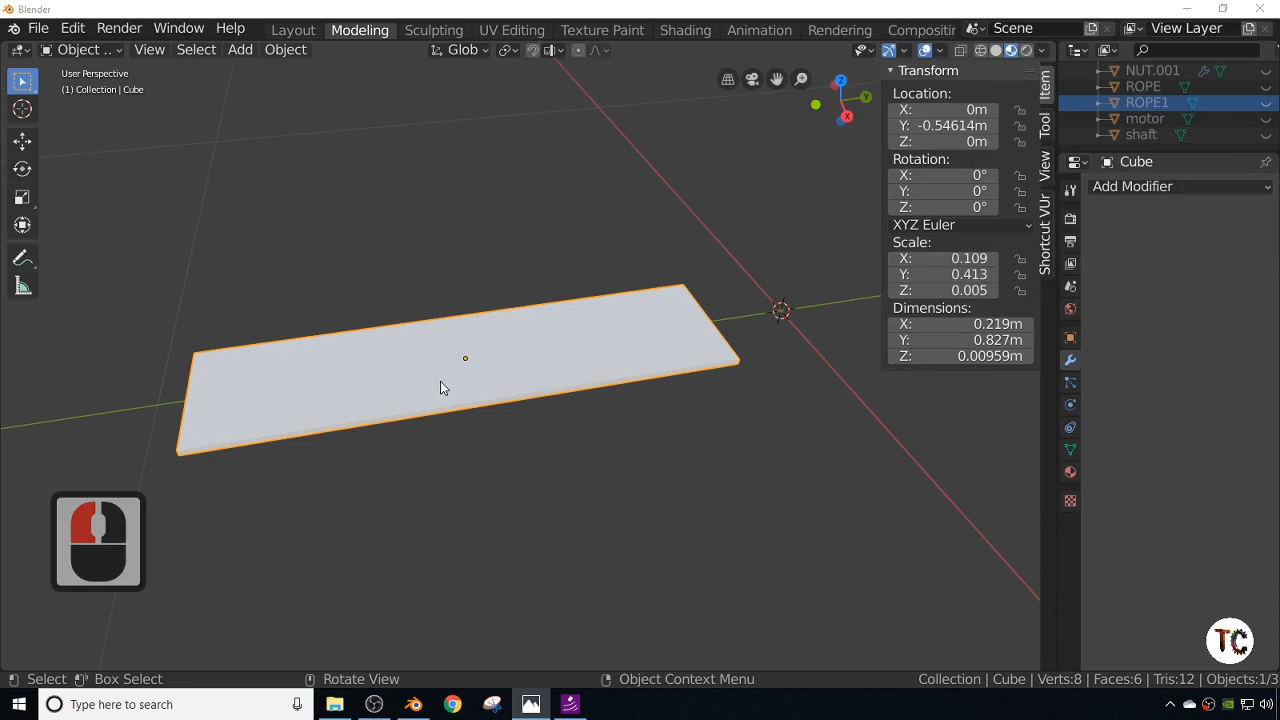 Blender
File Edit Render Window Help Layout Modeling Sculpting UV Editing Texture Paint Shading Animation Rendering Compositin Scene View Layer
Object .. View Select Add Object Glob
User Perspective
(1) Collection | Cube
Transform
Location:
X: 0m
Y: -0.54614m
Z: 0m
Rotation:
X: 0°
Y: 0°
Z: 0°
XYZ Euler
Scale:
X: 0.109
Y: 0.413
Z: 0.005
Dimensions:
X: 0.219m
Y: 0.827m
Z: 0.00959m
Item
Tool
View
Shortcut VUr
Z
Y
X
NUT.001
ROPE
ROPE1
motor
shaft
Cube
Add Modifier
TC
Select Box Select Rotate View Object Context Menu Collection | Cube | Verts:8 | Faces:6 | Tris:12 | Objects:1/3
Type here to search